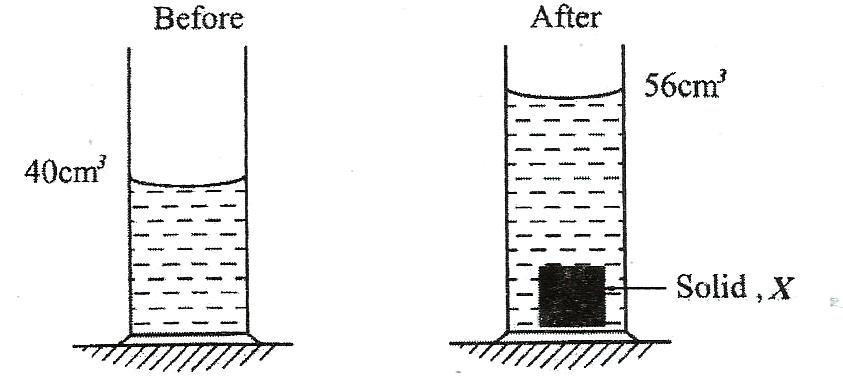 Before
After
40cm³
56cm³
Solid , X